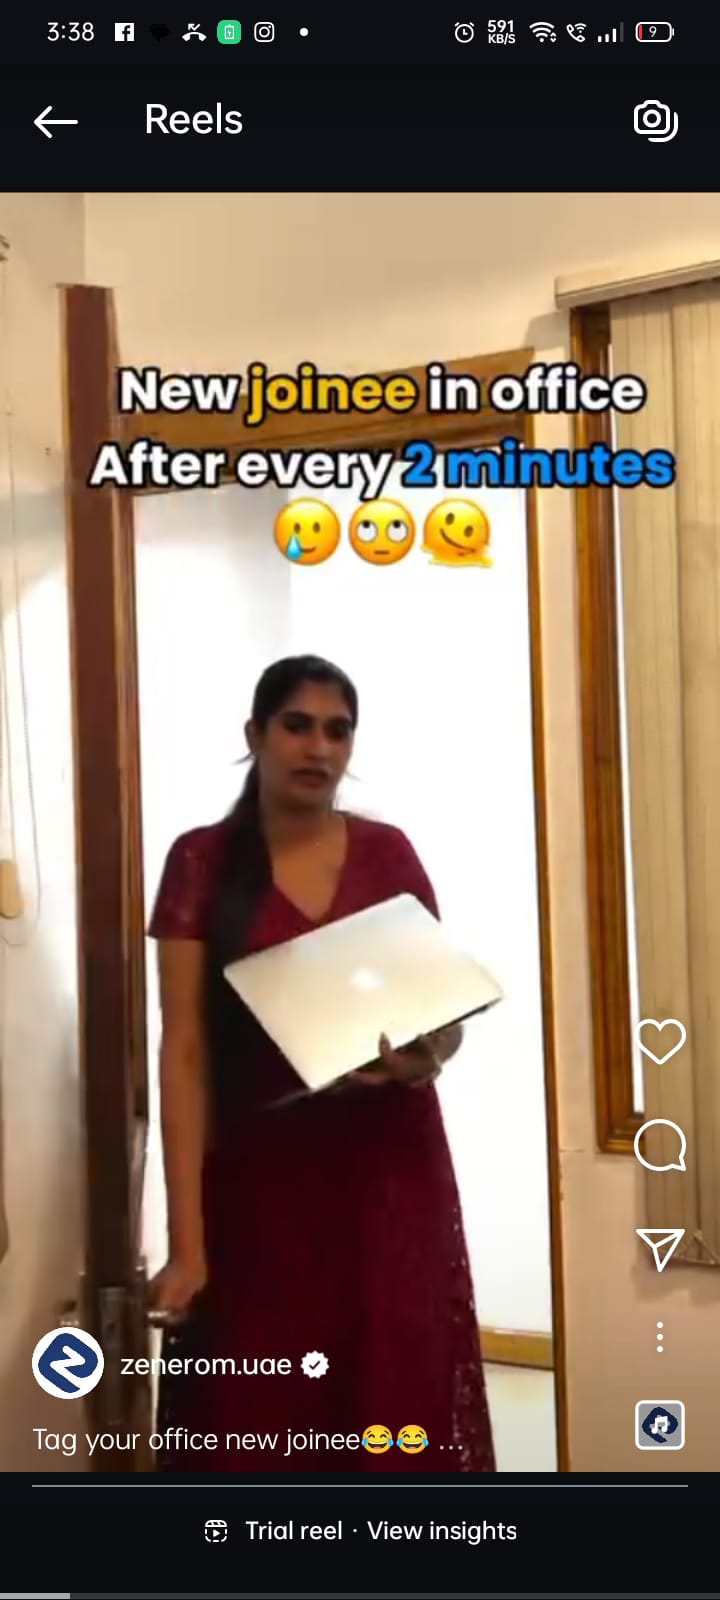 3:38
591
KB/S
9
Reels
New joinee in office
After every 2 minutes
🥲🙄🫠
zenerom.uae
Tag your office new joinee😂😂 ...
Trial reel · View insights